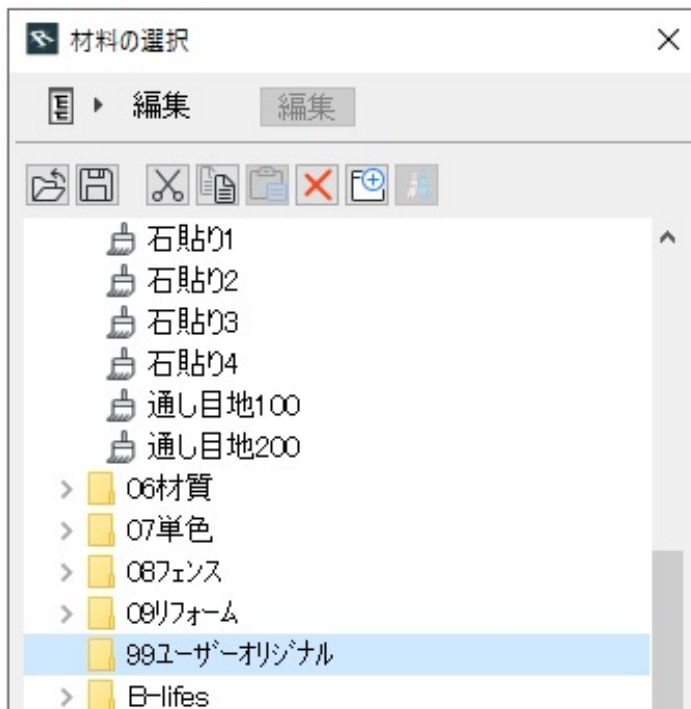 材料の選択
編集 編集
石貼り1
石貼り2
石貼り3
石貼り4
通し目地100
通し目地200
06材質
07単色
08ﾌｪﾝｽ
09ﾘﾌｫｰﾑ
99ﾕｰｻﾞｰｵﾘｼﾞﾅﾙ
B-lifes